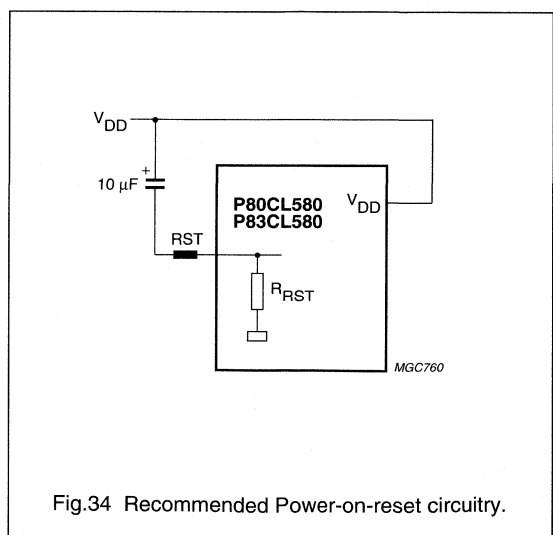 VDD
+
10 µF
RST
P80CL580
P83CL580
VDD
RRST
MGC760
Fig.34 Recommended Power-on-reset circuitry.